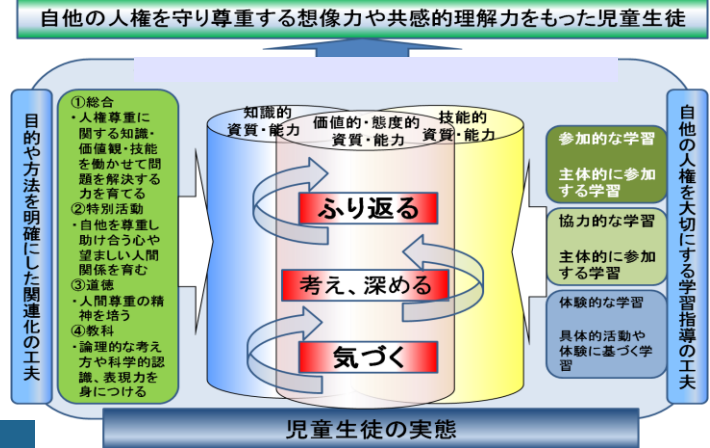 自他の人権を守り尊重する想像力や共感的理解力をもった児童生徒
目的や方法を明確にした関連化の工夫
①総合
・人権尊重に
関する知識・
価値観・技能
を働かせて問
題を解決する
力を育てる
②特別活動
・自他を尊重し
助け合う心や
望ましい人間
関係を育む
③道徳
・人間尊重の精
神を培う
④教科
・論理的な考え
方や科学的認
識、表現力を
身につける
知識的
資質・能力
価値的・態度的
資質・能力
技能的
資質・能力
ふり返る
考え、深める
気づく
参加的な学習
主体的に参加
する学習
協力的な学習
主体的に参加
する学習
体験的な学習
具体的活動や
体験に基づく学
習
自他の人権を大切にする学習指導の工夫
児童生徒の実態